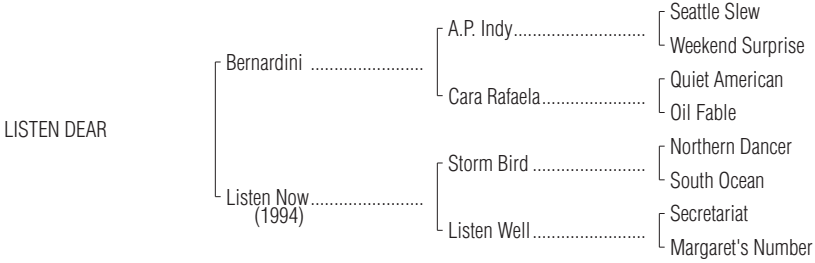 Seattle Slew
A.P. Indy..........................
Weekend Surprise
Bernardini .......................
Quiet American
Cara Rafaela.....................
Oil Fable
LISTEN DEAR
Northern Dancer
Storm Bird .......................
South Ocean
Listen Now.......................
(1994)
Secretariat
Listen Well.......................
Margaret's Number